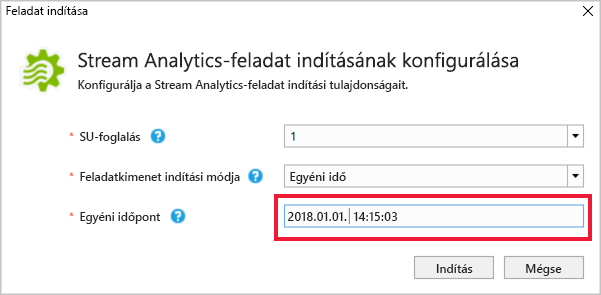 Feladat indítása
Stream Analytics-feladat indításának konfigurálása
Konfigurálja a Stream Analytics-feladat indítási tulajdonságait.
* SU-foglalás ? 1
* Feladatkimenet indítási módja ? Egyéni idő
* Egyéni időpont ? 2018.01.01. 14:15:03
Indítás Mégse